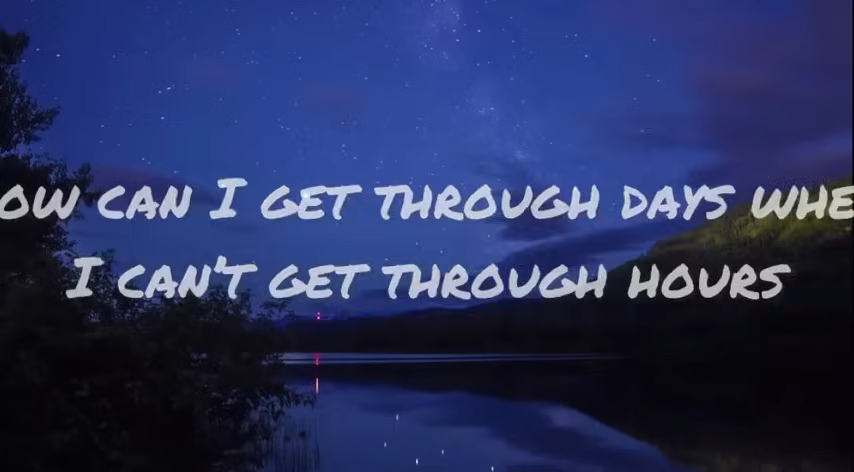 OW CAN I GET THROUGH DAYS WHE
I CAN'T GET THROUGH HOURS